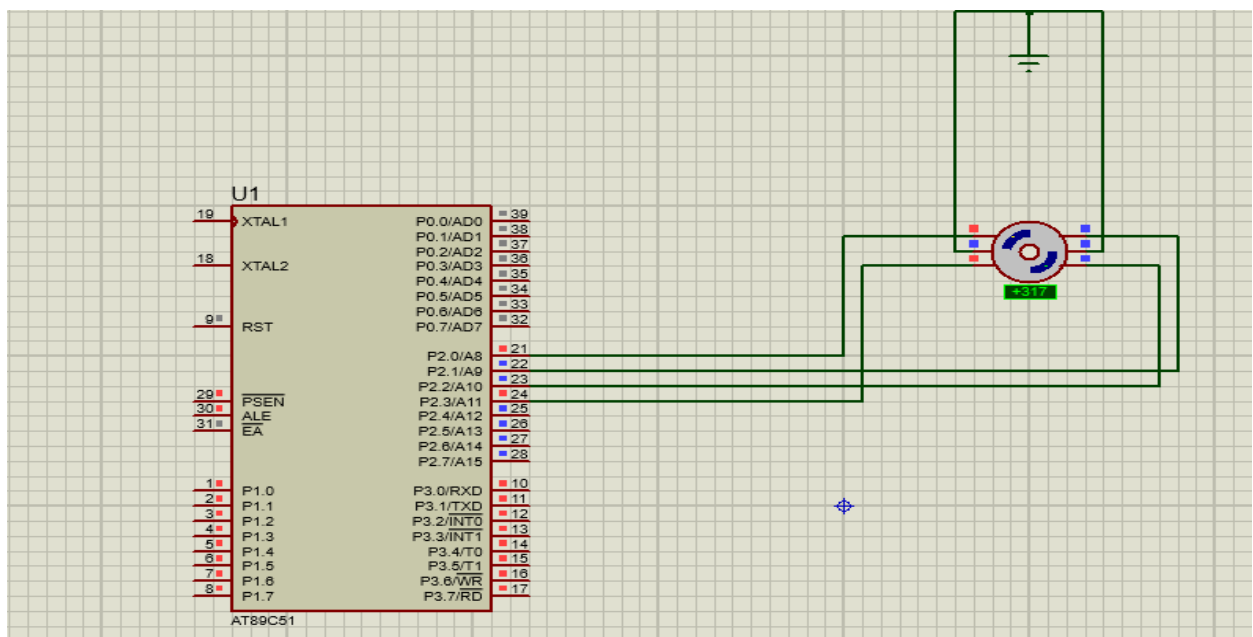 U1
19 XTAL1
18 XTAL2
9 RST
29 PSEN
30 ALE
31 EA
1 P1.0
2 P1.1
3 P1.2
4 P1.3
5 P1.4
6 P1.5
7 P1.6
8 P1.7
P0.0/AD0 39
P0.1/AD1 38
P0.2/AD2 37
P0.3/AD3 36
P0.4/AD4 35
P0.5/AD5 34
P0.6/AD6 33
P0.7/AD7 32
P2.0/A8 21
P2.1/A9 22
P2.2/A10 23
P2.3/A11 24
P2.4/A12 25
P2.5/A13 26
P2.6/A14 27
P2.7/A15 28
P3.0/RXD 10
P3.1/TXD 11
P3.2/INT0 12
P3.3/INT1 13
P3.4/T0 14
P3.5/T1 15
P3.6/WR 16
P3.7/RD 17
AT89C51
+317